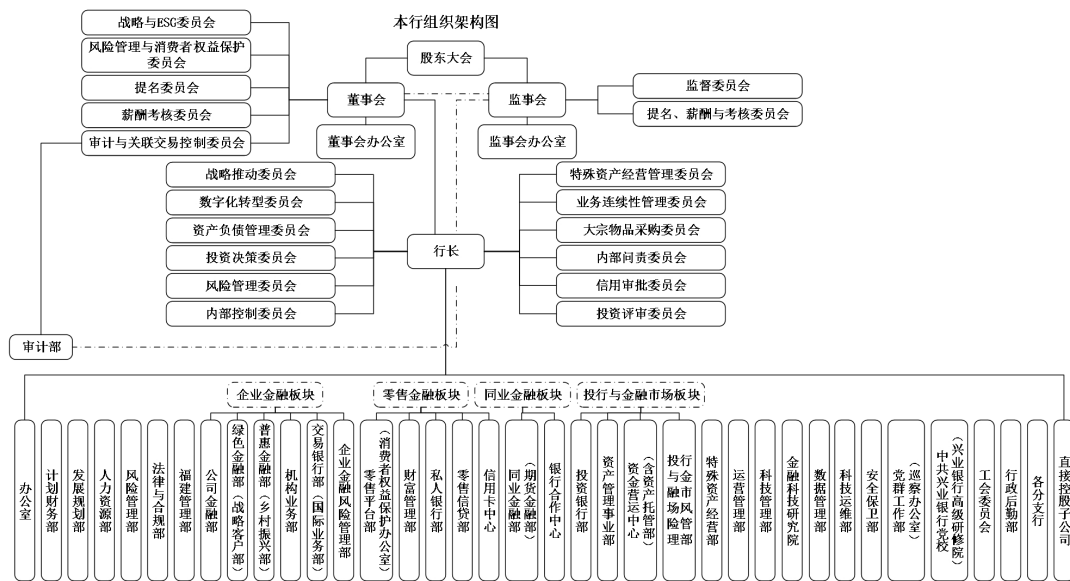 本行组织架构图
战略与ESG委员会
风险管理与消费者权益保护
委员会
提名委员会
薪酬考核委员会
审计与关联交易控制委员会
股东大会
董事会
监事会
董事会办公室
监事会办公室
监督委员会
提名、薪酬与考核委员会
战略推动委员会
数字化转型委员会
资产负债管理委员会
投资决策委员会
风险管理委员会
内部控制委员会
行长
特殊资产经营管理委员会
业务连续性管理委员会
大宗物品采购委员会
内部问责委员会
信用审批委员会
投资评审委员会
审计部
企业金融板块
零售金融板块
同业金融板块
投行与金融市场板块
办公室
计划财务部
发展规划部
人力资源部
风险管理部
法律与合规部
福建管理部
公司金融部
绿色金融部（战略客户部）
普惠金融部（乡村振兴部）
机构业务部
交易银行部（国际业务部）
企业金融风险管理部
零售平台部
（消费者权益保护办公室）
财富管理部
私人银行部
零售信贷部
信用卡中心
同业金融部
（期货金融部）
银行合作中心
投资银行部
资产管理事业部
资金营运中心
（含资产托管部）
投行与金融市场风险管理部
特殊资产经营部
运营管理部
科技管理部
金融科技研究院
数据管理部
科技运维部
安全保卫部
党群工作部
（巡察办公室）
中共兴业银行党校
（兴业银行高级研修院）
工会委员会
行政后勤部
各分支行
直接控股子公司